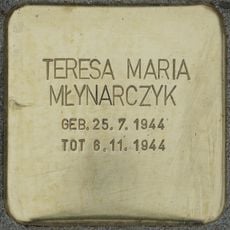 TERESA MARIA
MŁYNARCZYK
GEB. 25. 7. 1944
TOT 6. 11. 1944